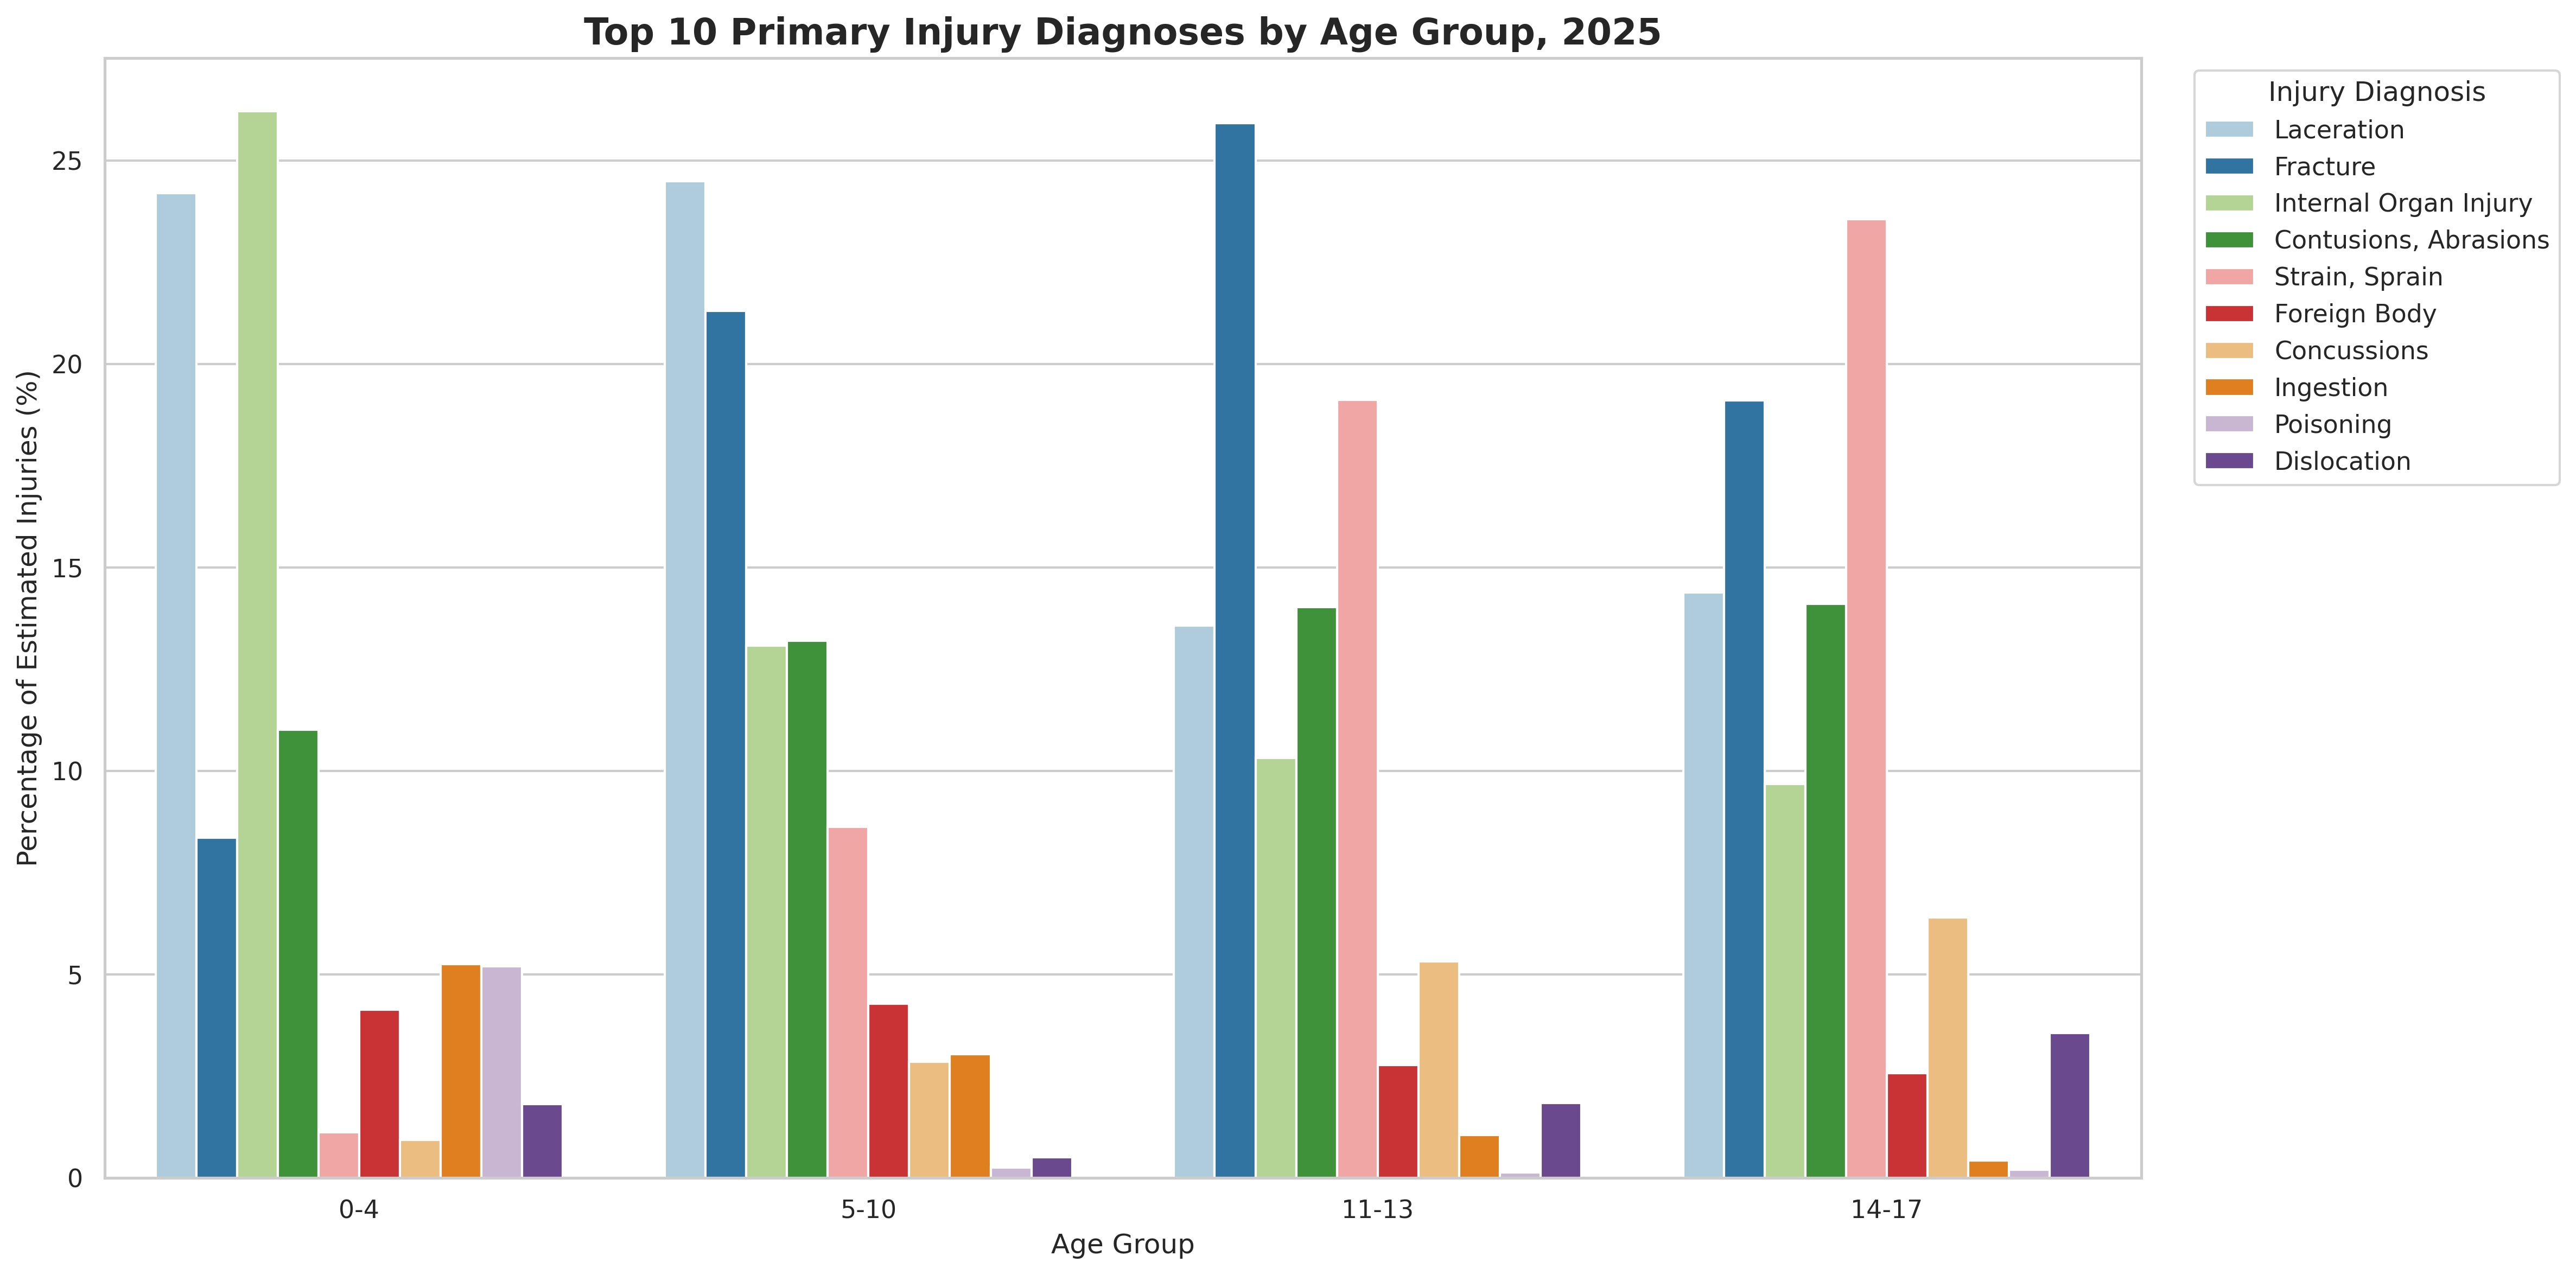 Top 10 Primary Injury Diagnoses by Age Group, 2025
Percentage of Estimated Injuries (%)
25
20
15
10
5
0
0-4
5-10
11-13
14-17
Age Group
Injury Diagnosis
Laceration
Fracture
Internal Organ Injury
Contusions, Abrasions
Strain, Sprain
Foreign Body
Concussions
Ingestion
Poisoning
Dislocation